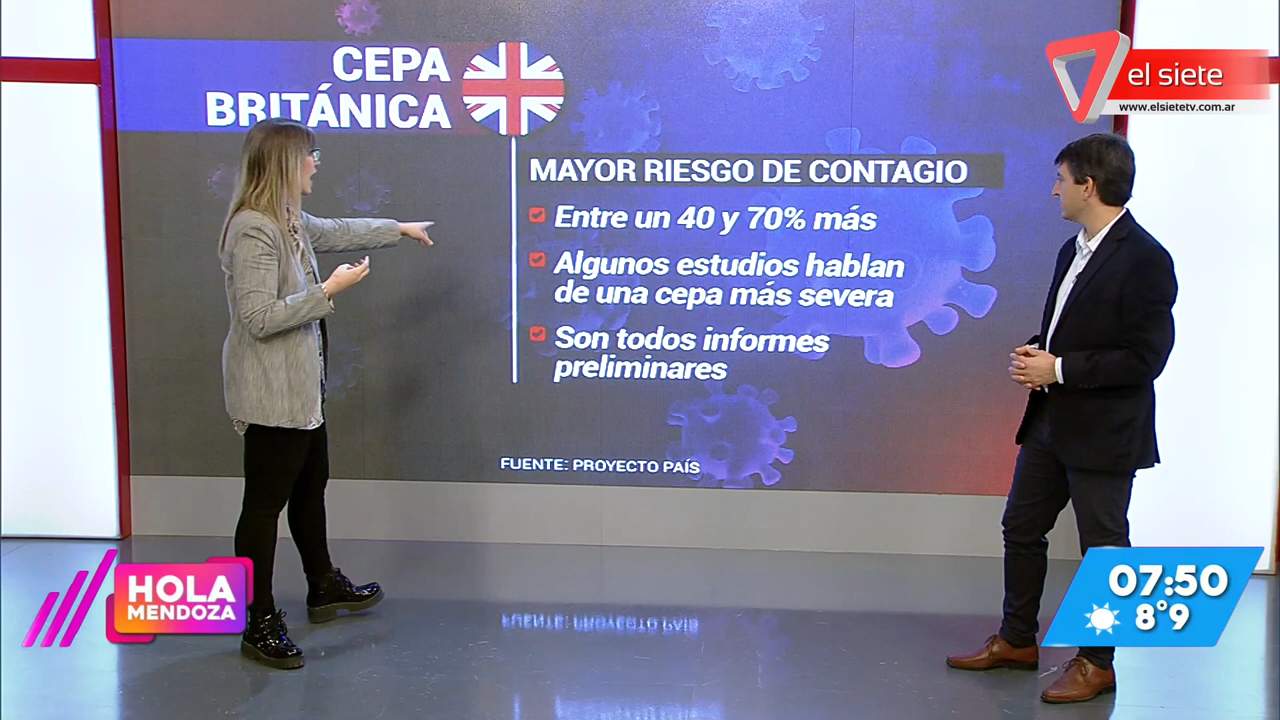 CEPA
BRITÁNICA
el siete
www.elsietetv.com.ar
MAYOR RIESGO DE CONTAGIO
Entre un 40 y 70% más
Algunos estudios hablan
de una cepa más severa
Son todos informes
preliminares
FUENTE: PROYECTO PAÍS
HOLA
MENDOZA
07:50
8°9